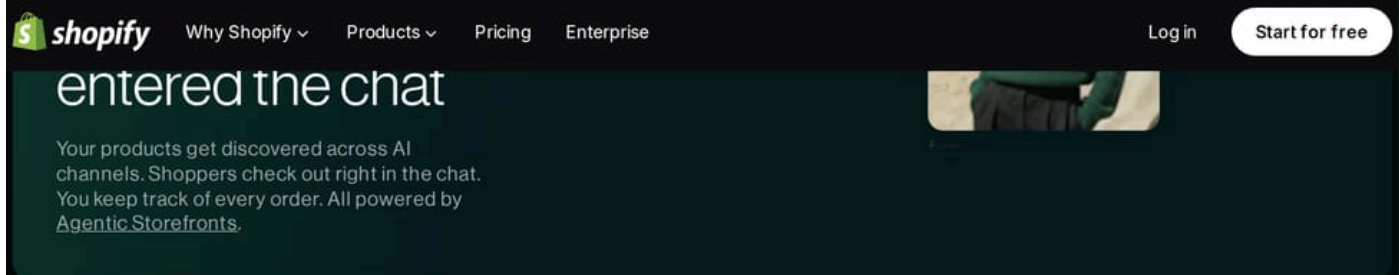 shopify
Why Shopify
Products
Pricing
Enterprise
Log in
Start for free
entered the chat
Your products get discovered across AI
channels. Shoppers check out right in the chat.
You keep track of every order. All powered by
Agentic Storefronts.